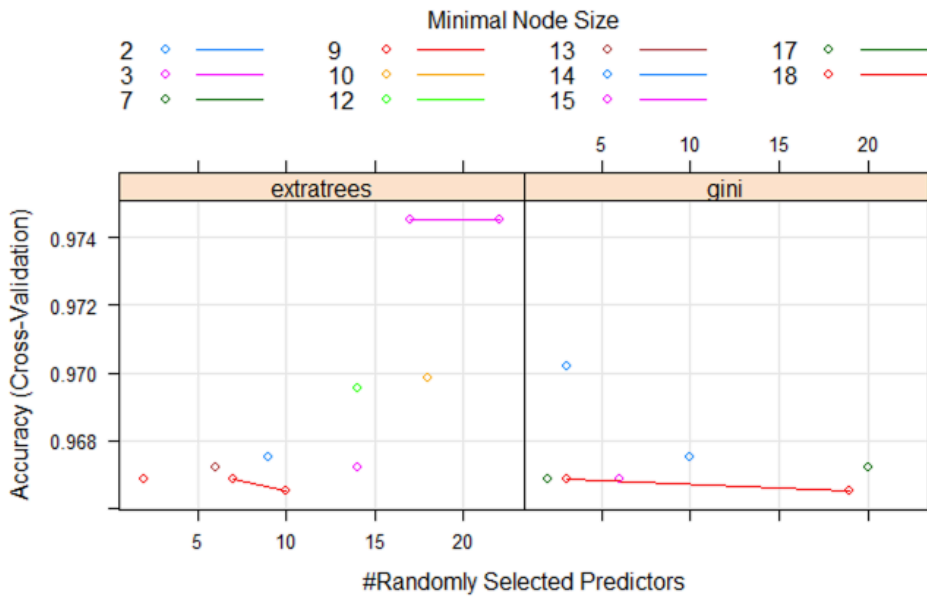 Minimal Node Size
2 9 13 17
3 10 14 18
7 12 15
5 10 15 20
extratrees gini
Accuracy (Cross-Validation)
0.974
0.972
0.970
0.968
5 10 15 20
#Randomly Selected Predictors